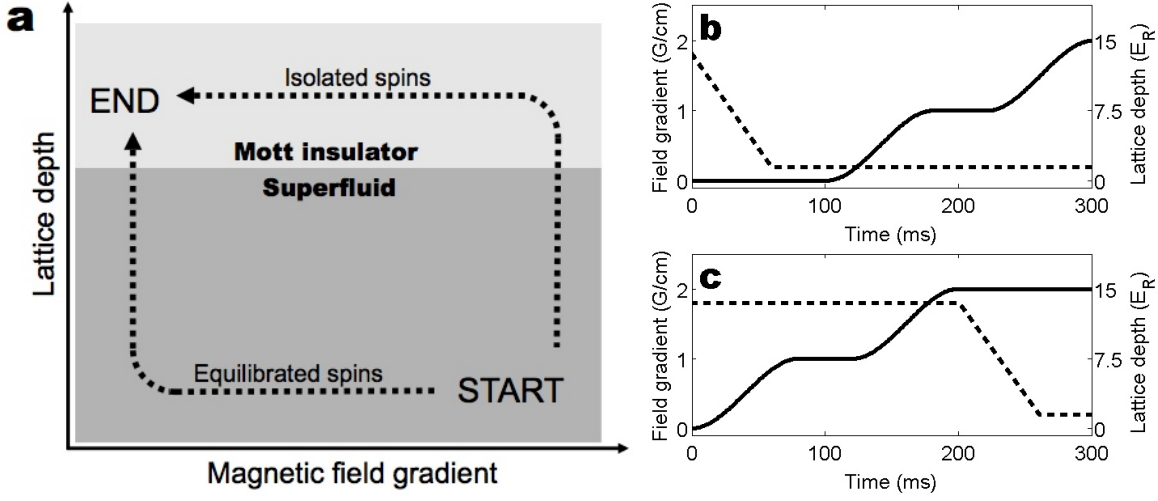 a
Isolated spins
END
Mott insulator
Superfluid
Equilibrated spins
START
Lattice depth
Magnetic field gradient
b
Field gradient (G/cm)
2
1
0
15
7.5
0
Lattice depth (E_R)
0 100 200 300
Time (ms)
c
Field gradient (G/cm)
2
1
0
15
7.5
0
Lattice depth (E_R)
0 100 200 300
Time (ms)